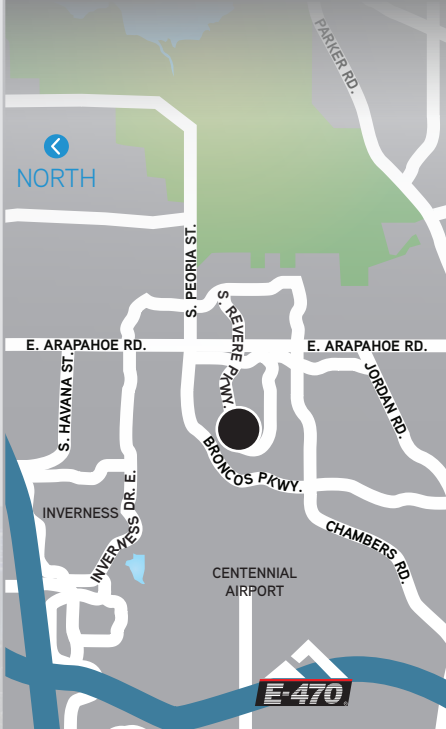 PARKER RD.
NORTH
S. PEORIA ST.
S. REVERE PKWY.
E. ARAPAHOE RD.
E. ARAPAHOE RD.
S. HAVANA ST.
JORDAN RD.
BRONCOS PKWY.
INVERNESS DR. E.
INVERNESS
CHAMBERS RD.
CENTENNIAL
AIRPORT
E-470